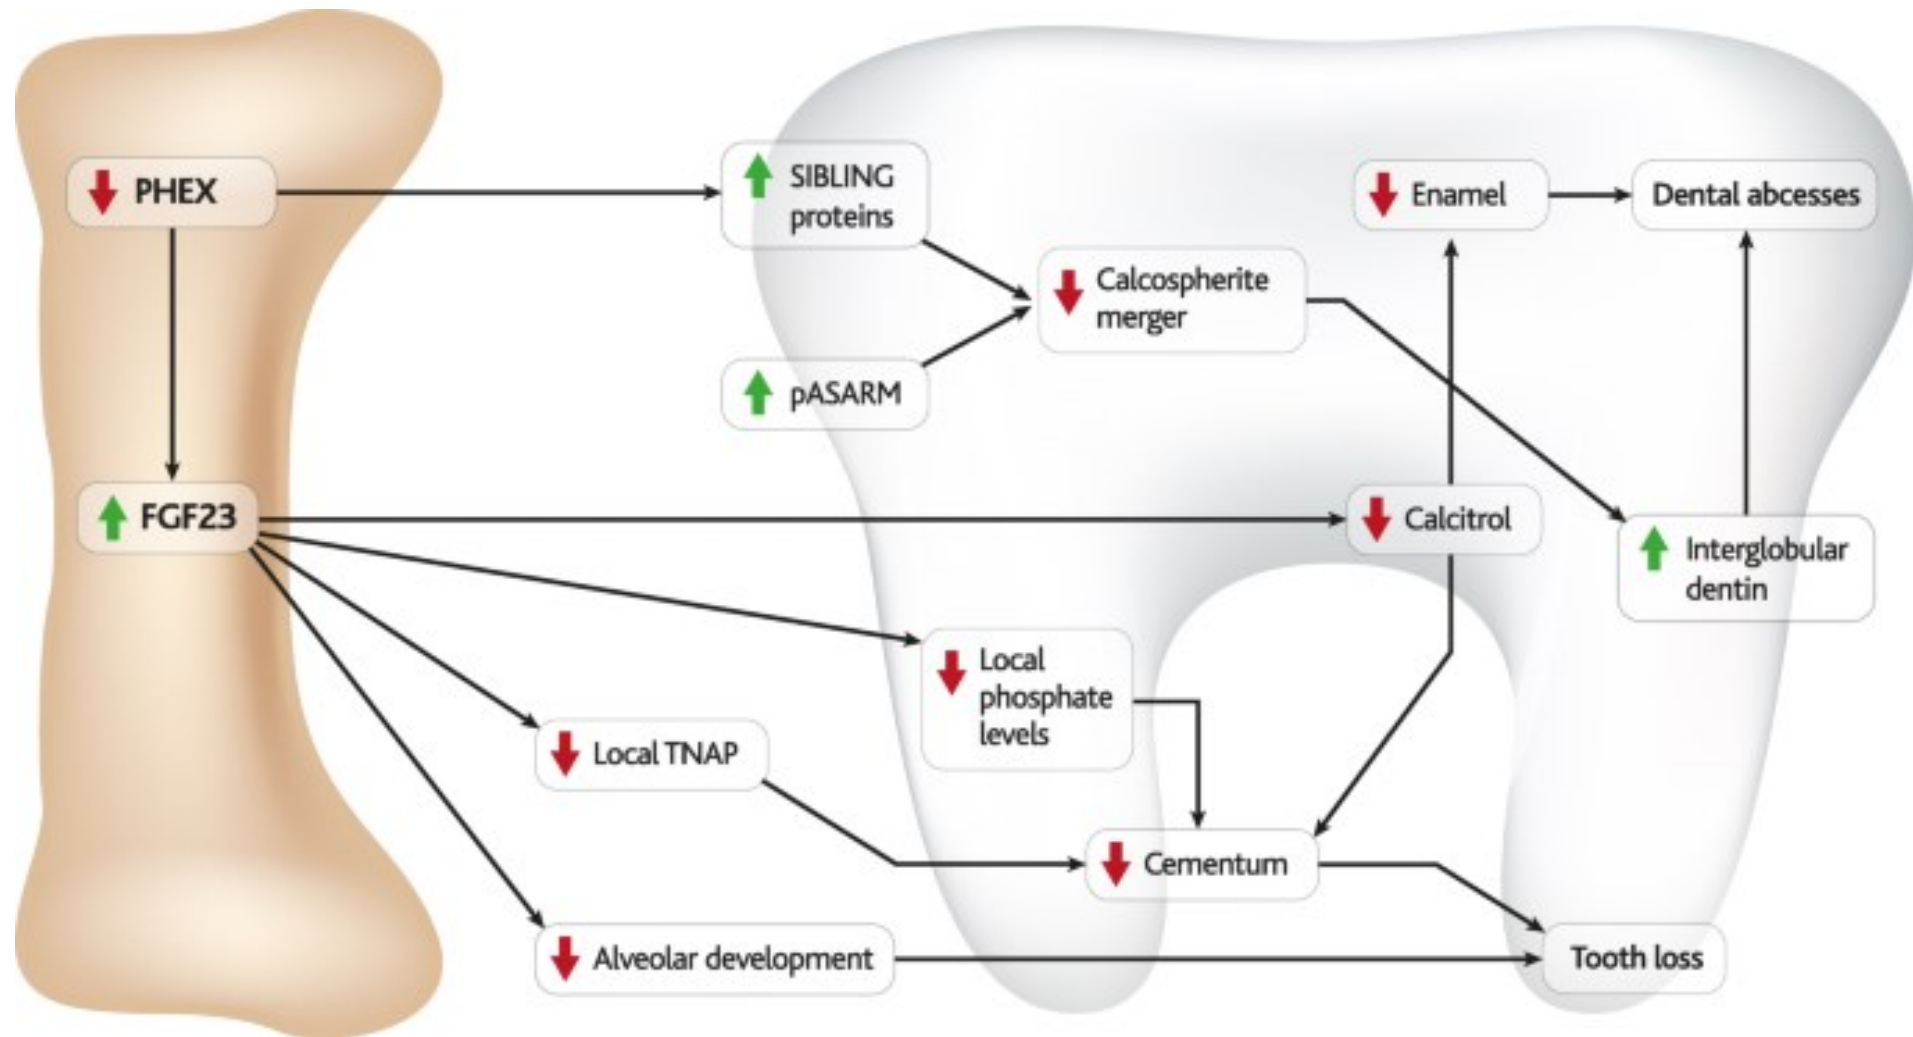 PHEX
SIBLING
proteins
Enamel
Dental abcesses
Calcospherite
merger
pASARM
FGF23
Calcitrol
Interglobular
dentin
Local
phosphate
levels
Local TNAP
Cementum
Alveolar development
Tooth loss